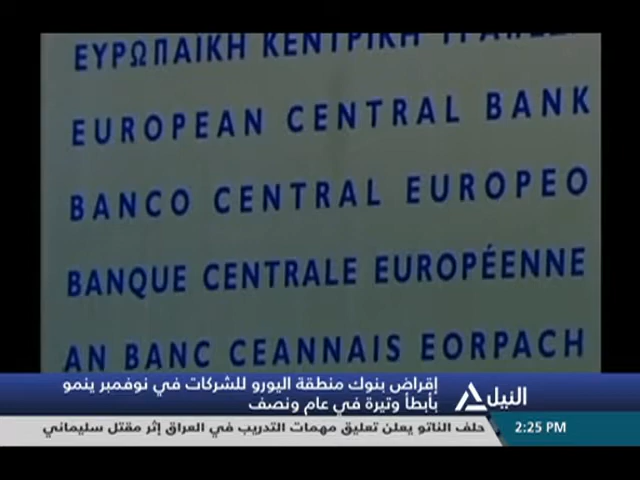 ΕΥΡΩΠΑΪΚΗ ΚΕΝΤΡΙΚΗ
EUROPEAN CENTRAL BANK
BANCO CENTRAL EUROPEO
BANQUE CENTRALE EUROPÉENNE
AN BANC CEANNAIS EORPACH
إقراض بنوك منطقة اليورو للشركات في نوفمبر ينمو
بأبطأ وتيرة في عام ونصف
النيل
حلف الناتو يعلن تعليق مهمات التدريب في العراق إثر مقتل سليماني
2:25 PM